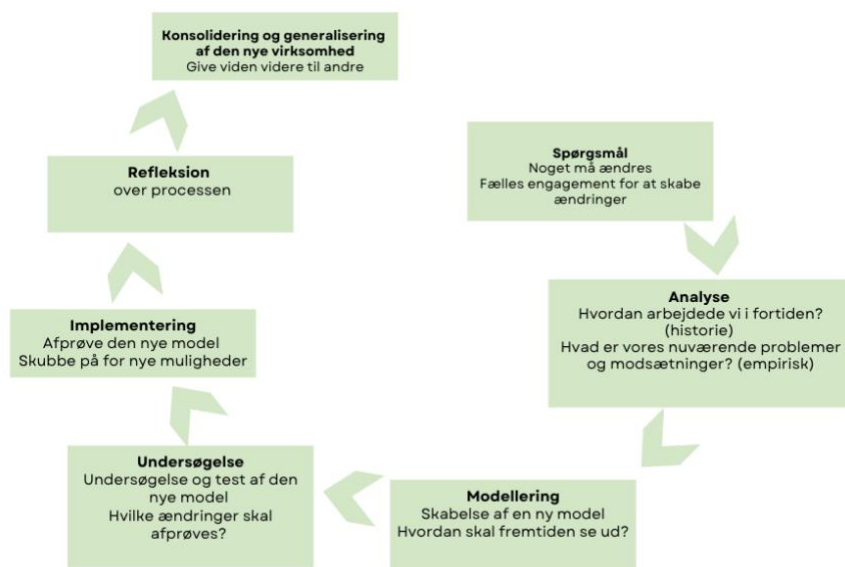 Spørgsmål
Noget må ændres
Fælles engagement for at skabe
ændringer
Analyse
Hvordan arbejdede vi i fortiden?
(historie)
Hvad er vores nuværende problemer
og modsætninger? (empirisk)
Modellering
Skabelse af en ny model
Hvordan skal fremtiden se ud?
Undersøgelse
Undersøgelse og test af den
nye model
Hvilke ændringer skal
afprøves?
Implementering
Afprøve den nye model
Skubbe på for nye muligheder
Refleksion
over processen
Konsolidering og generalisering
af den nye virksomhed
Give viden videre til andre